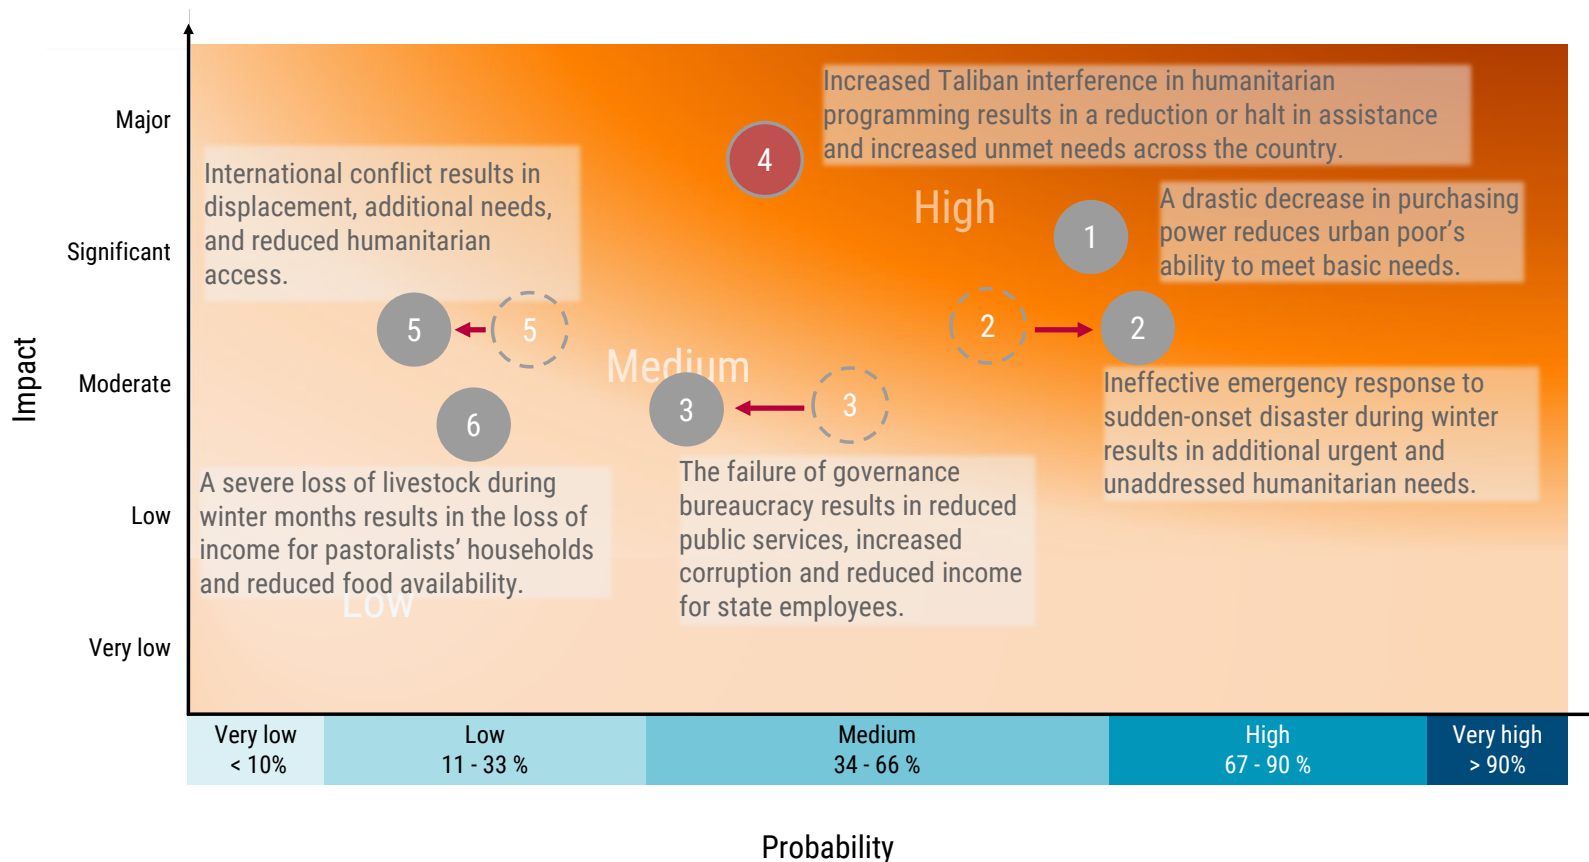 Impact
Major
Significant
Moderate
Low
Very low
Increased Taliban interference in humanitarian
programming results in a reduction or halt in assistance
and increased unmet needs across the country.
4
International conflict results in
displacement, additional needs,
and reduced humanitarian
access.
High
1
A drastic decrease in purchasing
power reduces urban poor’s
ability to meet basic needs.
5
5
2
2
Medium
3
3
6
Ineffective emergency response to
sudden-onset disaster during winter
results in additional urgent and
unaddressed humanitarian needs.
A severe loss of livestock during
winter months results in the loss of
income for pastoralists’ households
and reduced food availability.
Low
The failure of governance
bureaucracy results in reduced
public services, increased
corruption and reduced income
for state employees.
Very low
< 10%
Low
11 - 33 %
Medium
34 - 66 %
High
67 - 90 %
Very high
> 90%
Probability